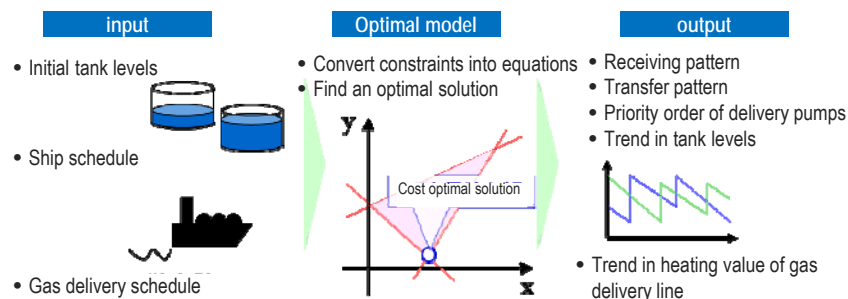 input
• Initial tank levels
• Ship schedule
• Gas delivery schedule
Optimal model
• Convert constraints into equations
• Find an optimal solution
y
Cost optimal solution
x
output
• Receiving pattern
• Transfer pattern
• Priority order of delivery pumps
• Trend in tank levels
• Trend in heating value of gas
delivery line